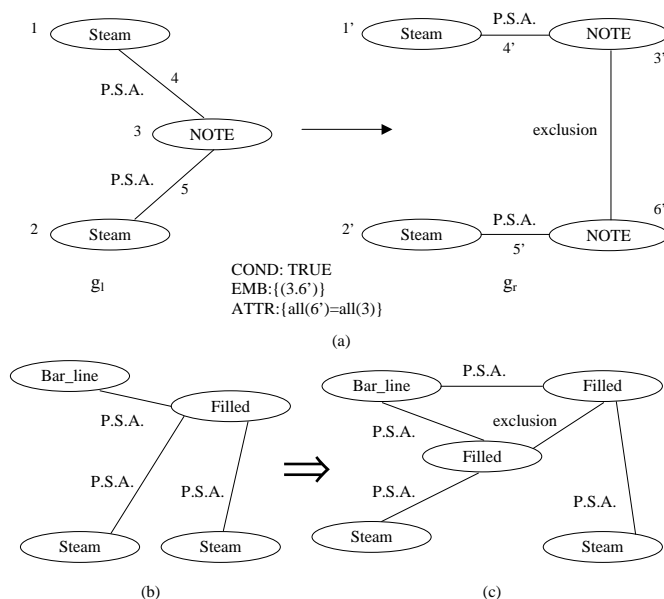 1
Steam
4
P.S.A.
3
NOTE
P.S.A.
5
2
Steam
g_l
1’
Steam
P.S.A.
4’
NOTE
3’
exclusion
6’
2’
Steam
P.S.A.
5’
NOTE
g_r
COND: TRUE
EMB:{(3.6’)}
ATTR:{all(6’)=all(3)}
(a)
Bar_line
P.S.A.
Filled
P.S.A.
P.S.A.
Steam
Steam
(b)
⇒
Bar_line
P.S.A.
Filled
P.S.A.
exclusion
Filled
P.S.A.
P.S.A.
Steam
Steam
(c)